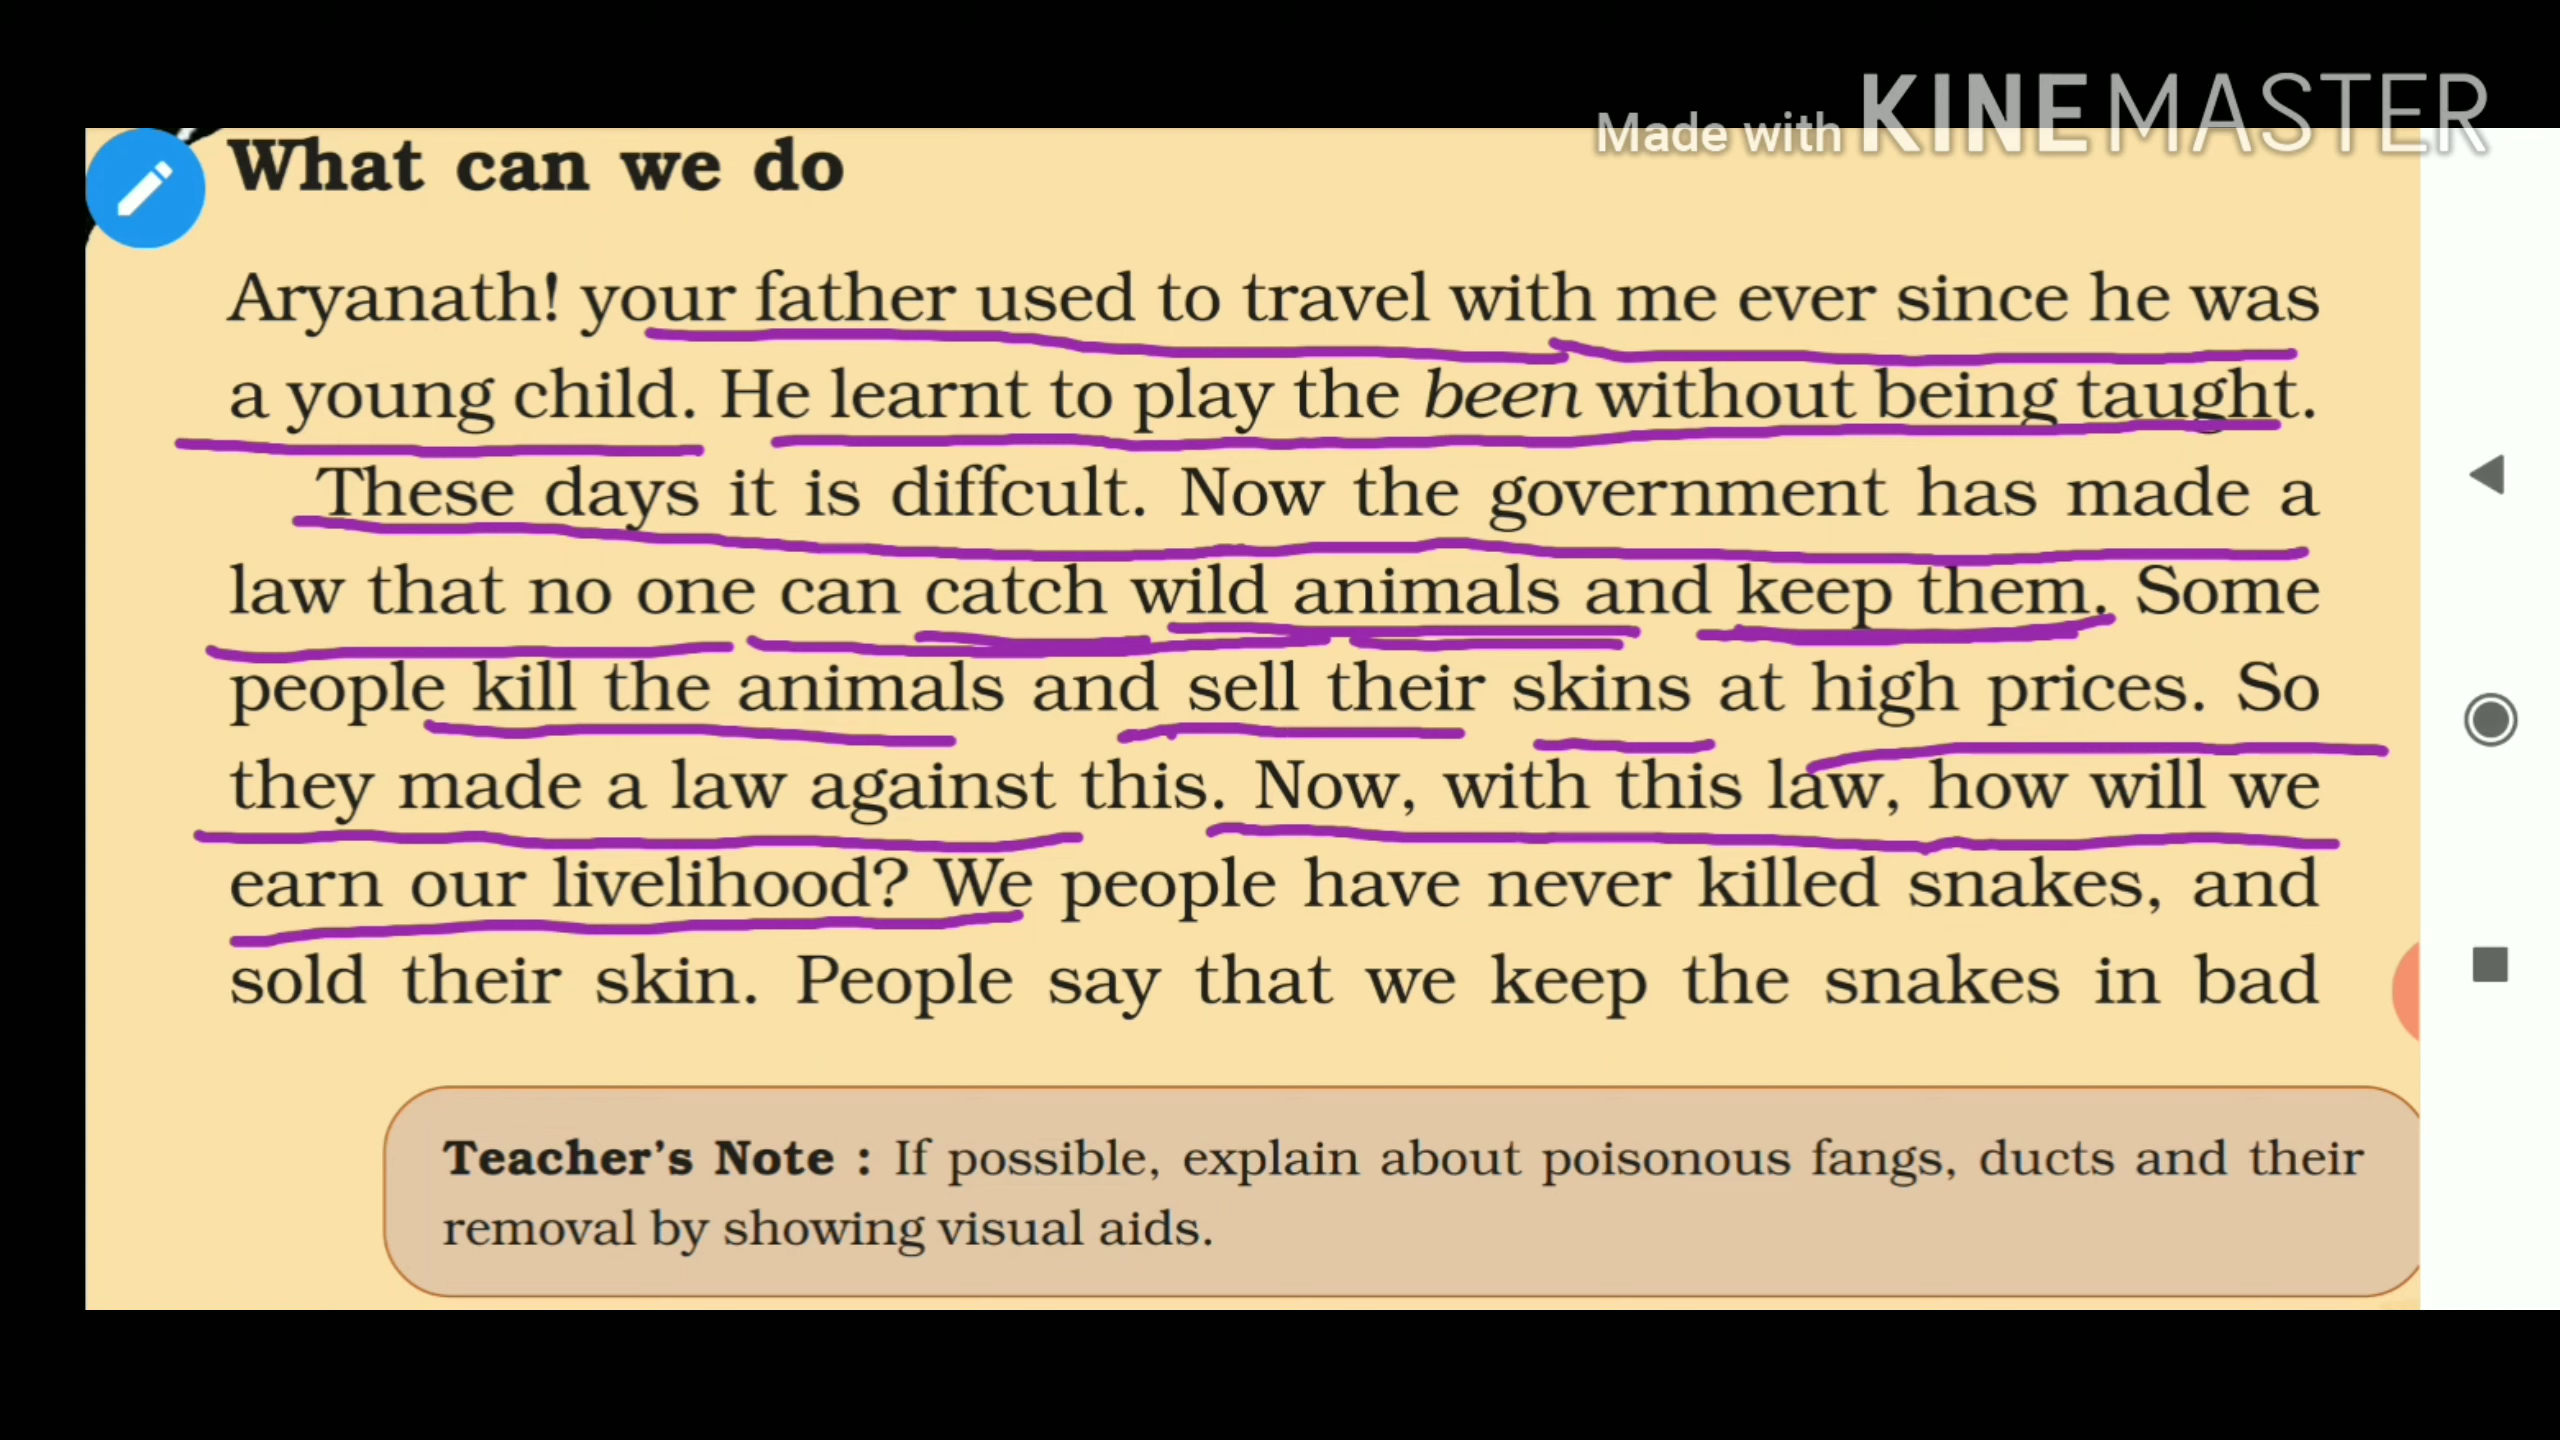 Made with KINEMASTER
What can we do
Aryanath! your father used to travel with me ever since he was
a young child. He learnt to play the been without being taught.
These days it is diffcult. Now the government has made a
law that no one can catch wild animals and keep them. Some
people kill the animals and sell their skins at high prices. So
they made a law against this. Now, with this law, how will we
earn our livelihood? We people have never killed snakes, and
sold their skin. People say that we keep the snakes in bad
Teacher's Note : If possible, explain about poisonous fangs, ducts and their
removal by showing visual aids.